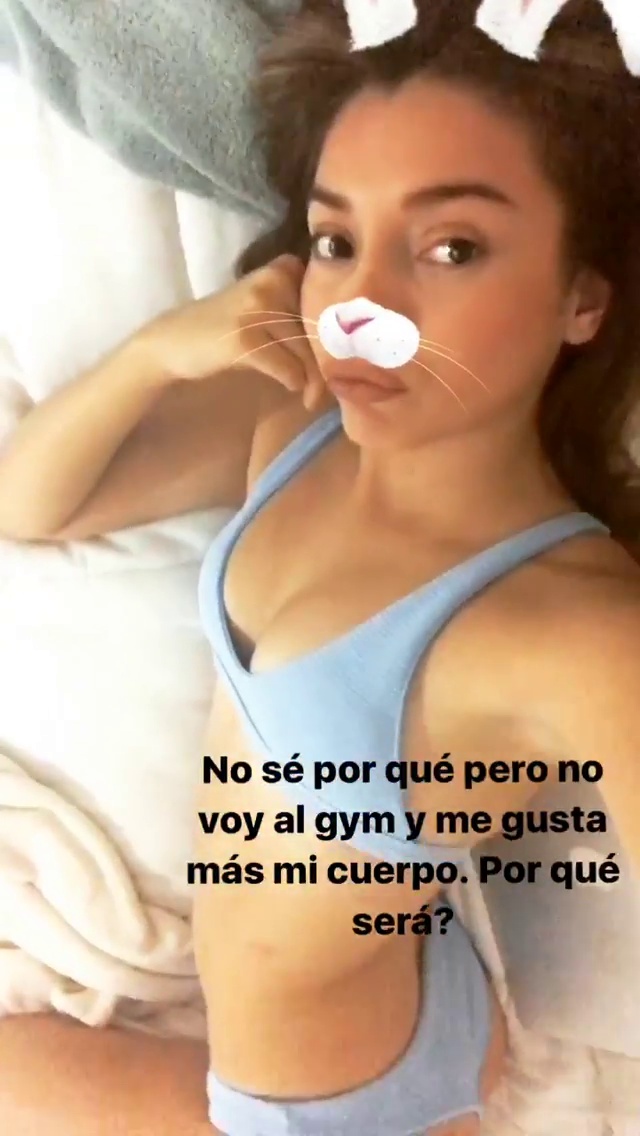 No sé por qué pero no
voy al gym y me gusta
más mi cuerpo. Por qué
será?